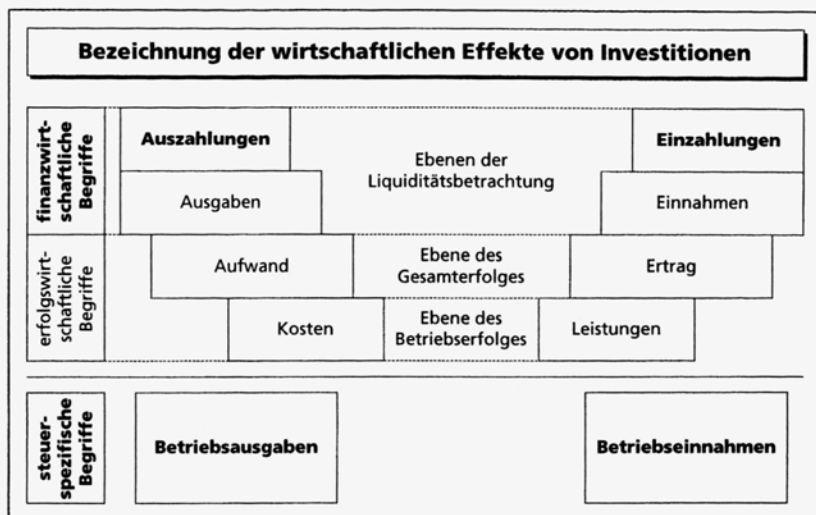 Bezeichnung der wirtschaftlichen Effekte von Investitionen
finanzwirt-
schaftliche
Begriffe
Auszahlungen
Ebenen der
Liquiditätsbetrachtung
Einzahlungen
Ausgaben
Einnahmen
erfolgswirt-
schaftliche
Begriffe
Aufwand
Ebene des
Gesamterfolges
Ertrag
Kosten
Ebene des
Betriebserfolges
Leistungen
steuer-
spezifische
Begriffe
Betriebsausgaben
Betriebseinnahmen